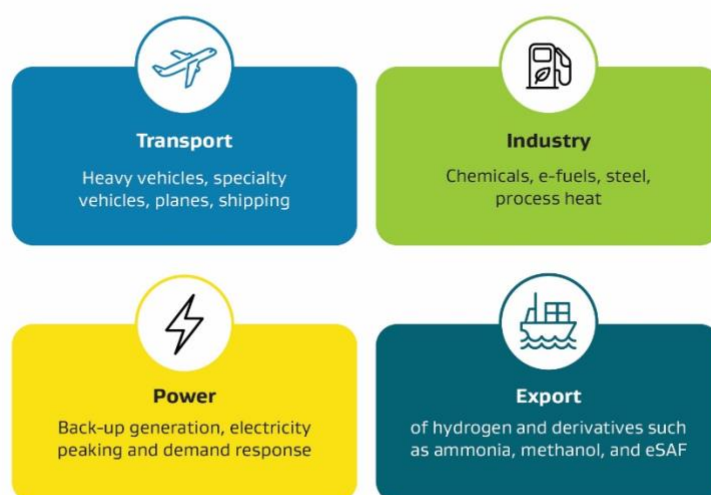 Transport
Heavy vehicles, specialty
vehicles, planes, shipping
Industry
Chemicals, e-fuels, steel,
process heat
Power
Back-up generation, electricity
peaking and demand response
Export
of hydrogen and derivatives such
as ammonia, methanol, and eSAF